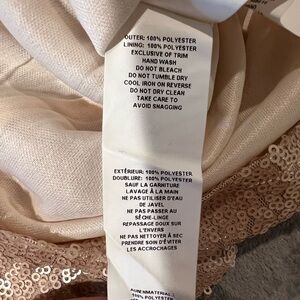 OUTER: 100% POLYESTER
LINING: 100% POLYESTER
EXCLUSIVE OF TRIM
HAND WASH
DO NOT BLEACH
DO NOT TUMBLE DRY
COOL IRON ON REVERSE
DO NOT DRY CLEAN
TAKE CARE TO
AVOID SNAGGING
EXTÉRIEUR: 100% POLYESTER
DOUBLURE: 100% POLYESTER
SAUF LA GARNITURE
LAVAGE À LA MAIN
NE PAS UTILISER D'EAU
DE JAVEL
NE PAS PASSER AU
SÈCHE-LINGE
REPASSAGE DOUX SUR
L'ENVERS
NE PAS NETTOYER À SEC
PRENDRE SOIN D'ÉVITER
LES ACCROCHAGES
100% POLYESTER